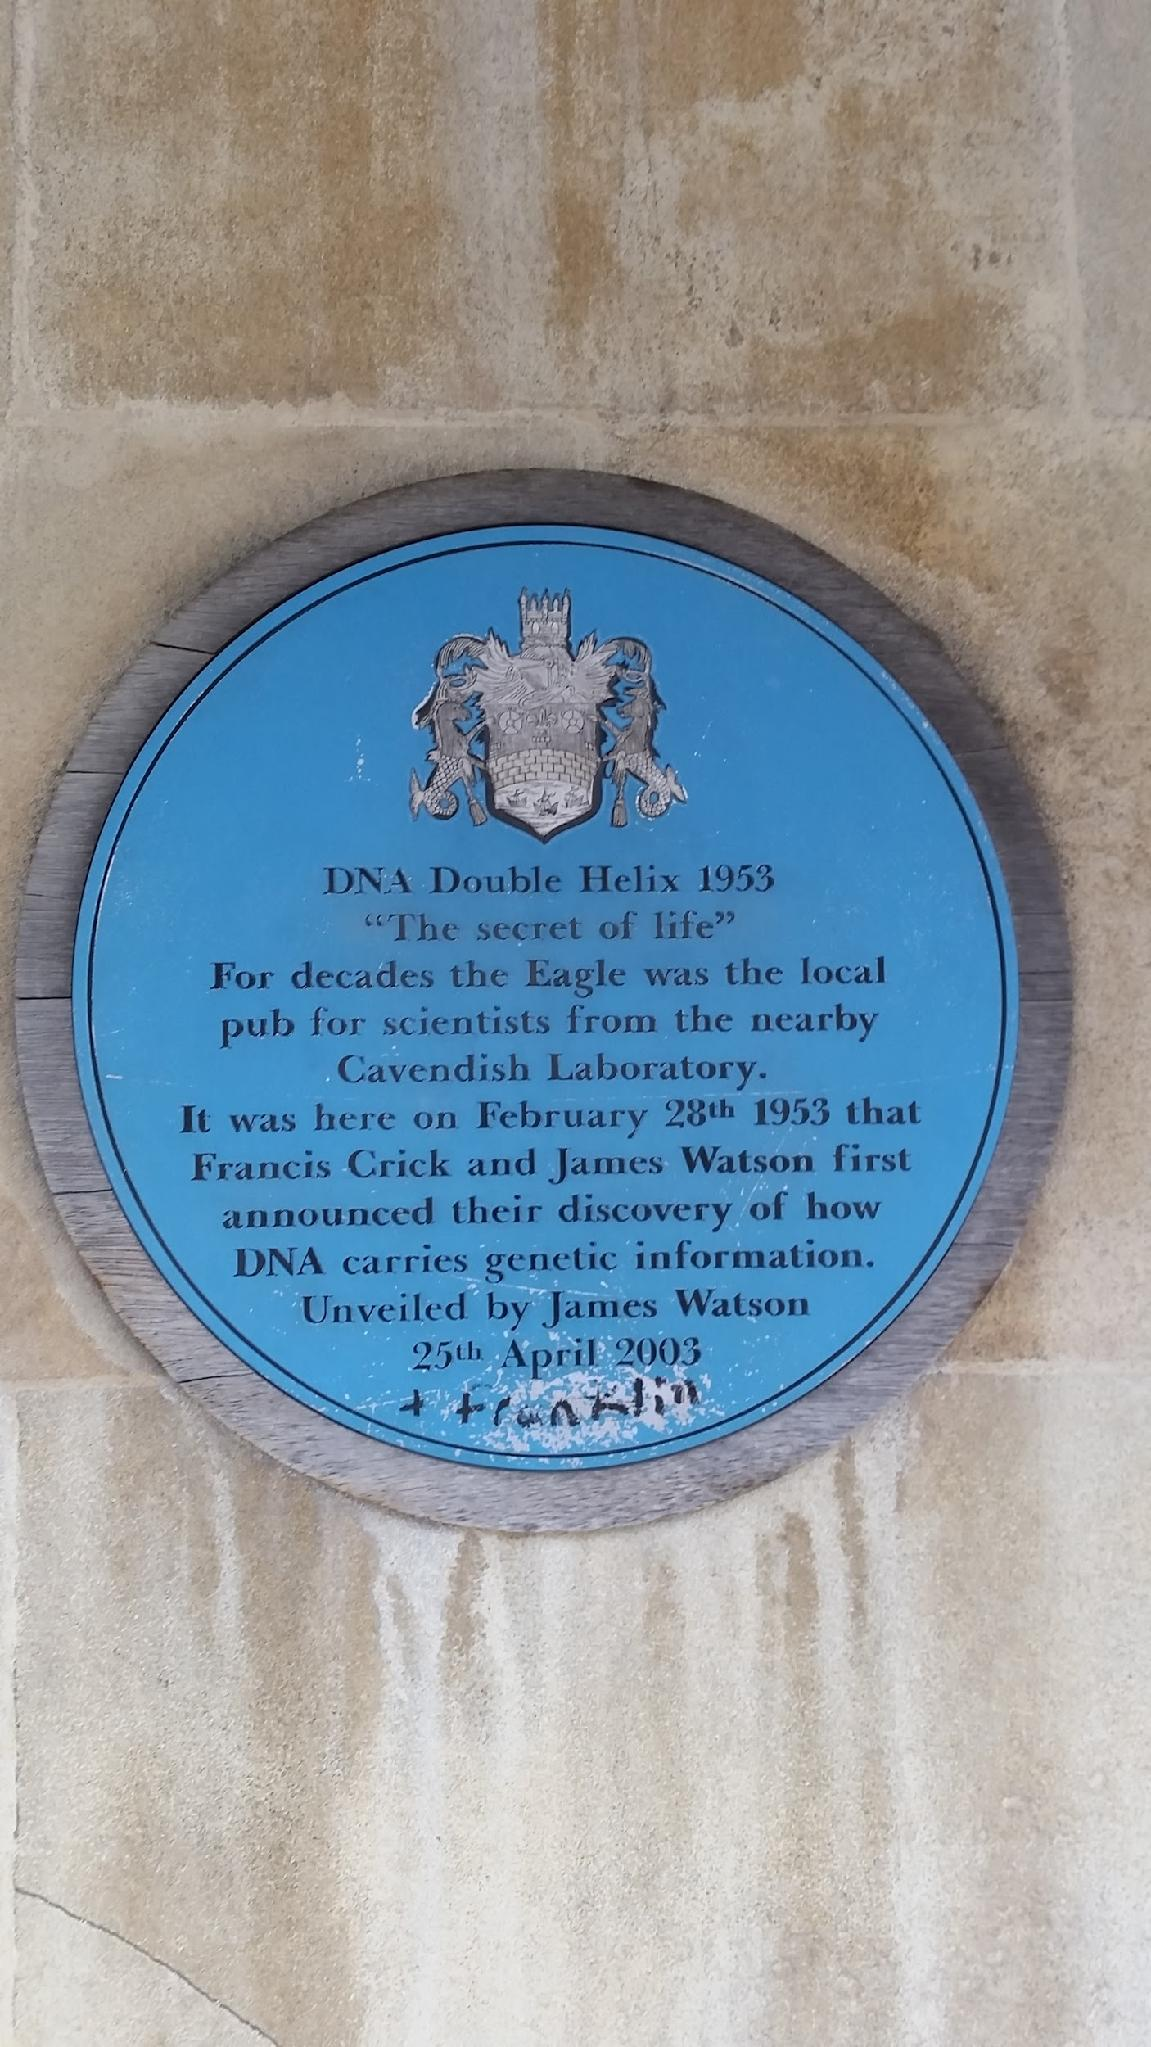 DNA Double Helix 1953
“The secret of life”
For decades the Eagle was the local
pub for scientists from the nearby
Cavendish Laboratory.
It was here on February 28th 1953 that
Francis Crick and James Watson first
announced their discovery of how
DNA carries genetic information.
Unveiled by James Watson
25th April 2003
+ Franklin